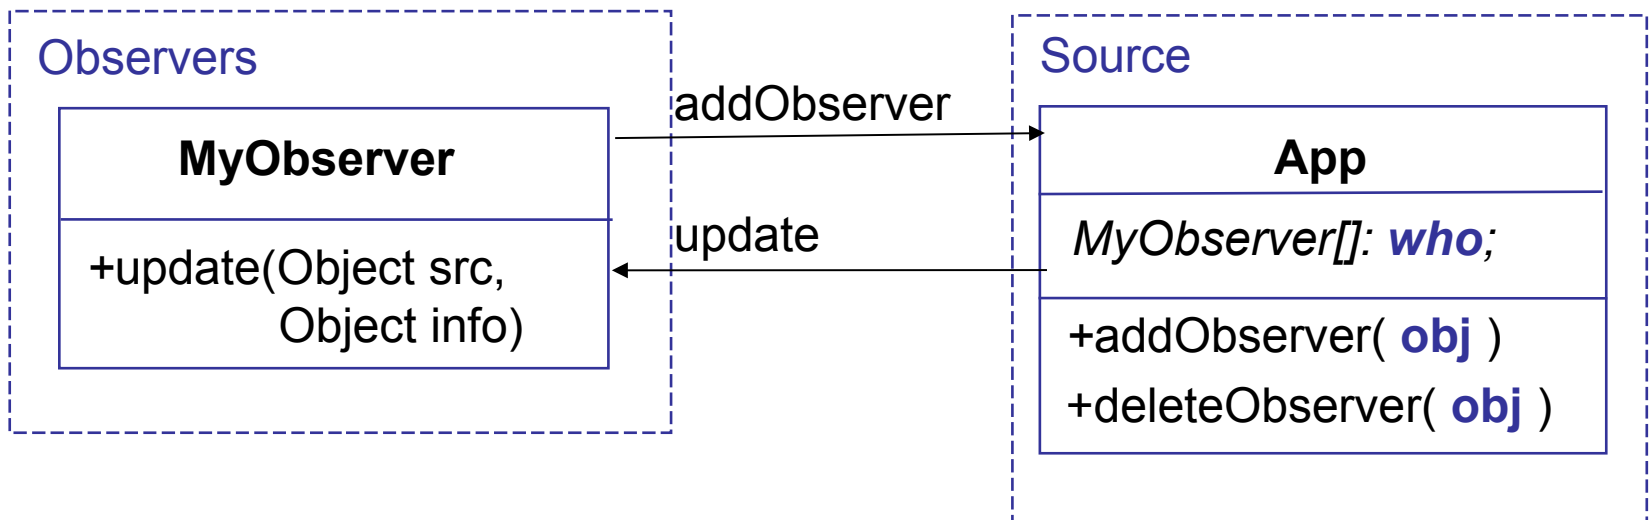 Observers
MyObserver
+update(Object src,
Object info)
addObserver
update
Source
App
MyObserver[]: who;
+addObserver( obj )
+deleteObserver( obj )